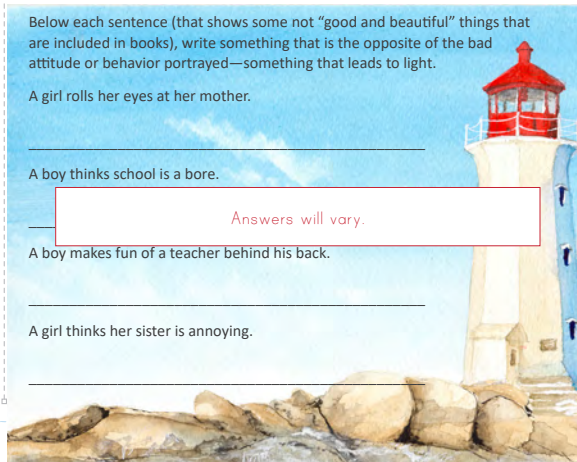 Below each sentence (that shows some not “good and beautiful” things that
are included in books), write something that is the opposite of the bad
attitude or behavior portrayed—something that leads to light.
A girl rolls her eyes at her mother.
A boy thinks school is a bore.
Answers will vary.
A boy makes fun of a teacher behind his back.
A girl thinks her sister is annoying.